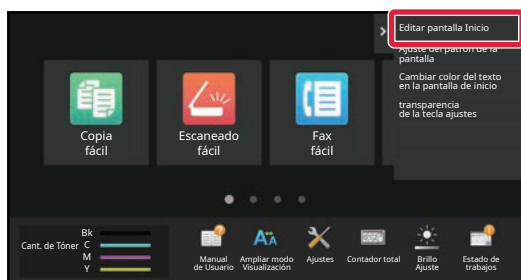 Editar pantalla Inicio
Ajuste del patrón de la
pantalla
Cambiar color del texto
en la pantalla de inicio
transparencia
de la tecla ajustes
Copia
fácil
Escaneado
fácil
Fax
fácil
Cant. de Tóner
Bk
C
M
Y
Manual
de Usuario
Ampliar modo
Visualización
Ajustes
Contador total
Brillo
Ajuste
Estado de
trabajos